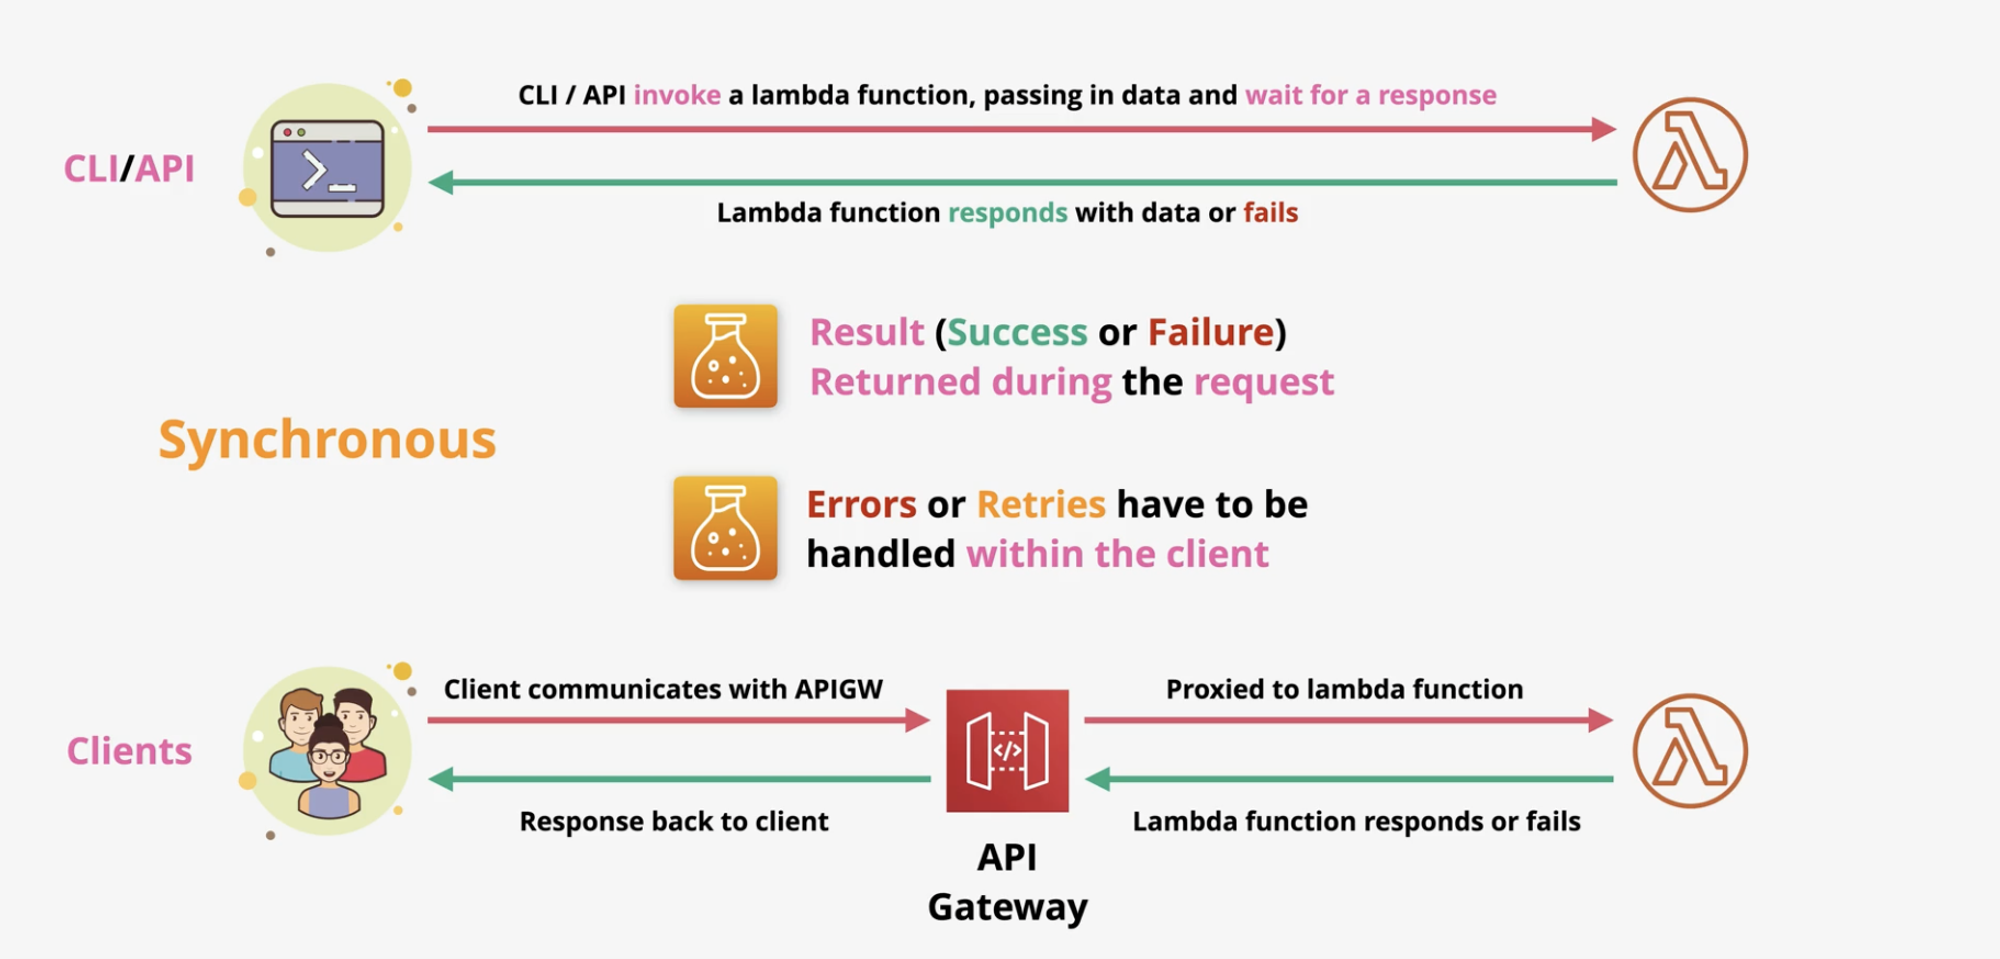 CLI / API invoke a lambda function, passing in data and wait for a response
CLI/API
Lambda function responds with data or fails
Result (Success or Failure)
Returned during the request
Synchronous
Errors or Retries have to be
handled within the client
Client communicates with APIGW
Proxied to lambda function
</>
Clients
Response back to client
Lambda function responds or fails
API
Gateway